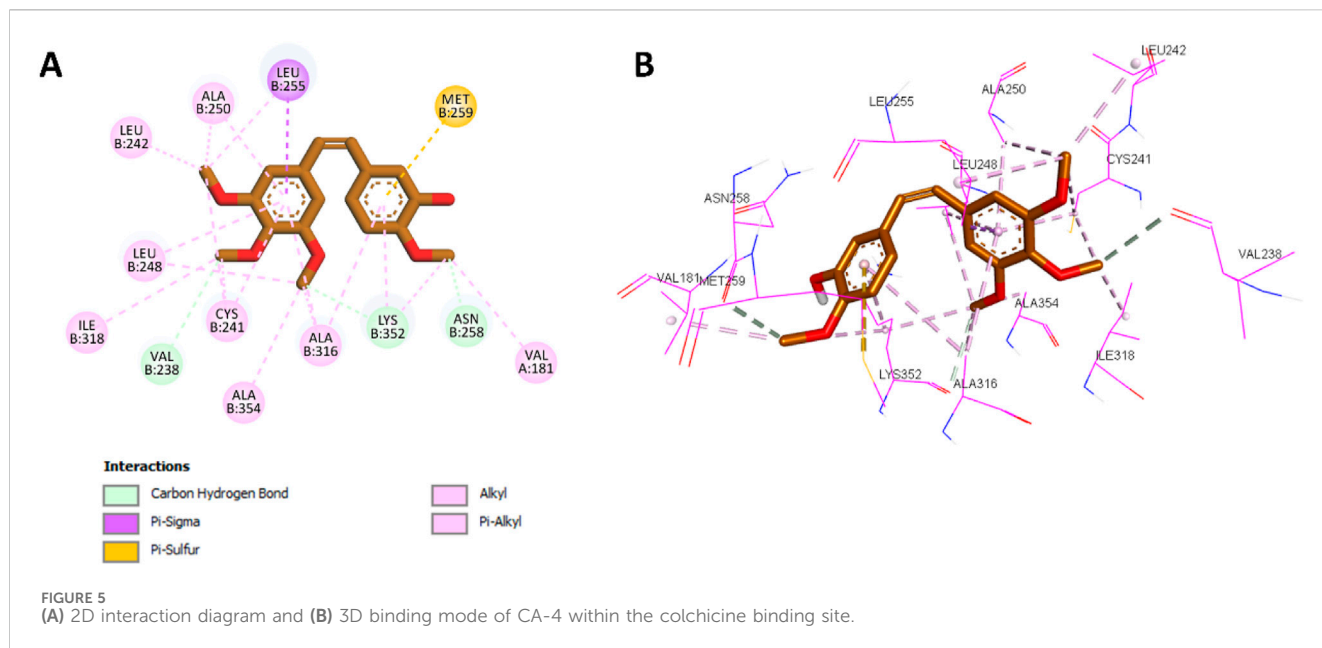 A
LEU
B:255
ALA
B:250
MET
B:259
LEU
B:242
LEU
B:248
ILE
B:318
CYS
B:241
LYS
B:352
ASN
B:258
VAL
B:238
ALA
B:316
VAL
A:181
ALA
B:354
Interactions
Carbon Hydrogen Bond
Pi-Sigma
Pi-Sulfur
Alkyl
Pi-Alkyl
B
LEU242
ALA250
LEU255
CYS241
LEU248
ASN258
VAL238
VAL181
MET259
ALA354
ILE318
LYS352
ALA316
FIGURE 5
(A) 2D interaction diagram and (B) 3D binding mode of CA-4 within the colchicine binding site.